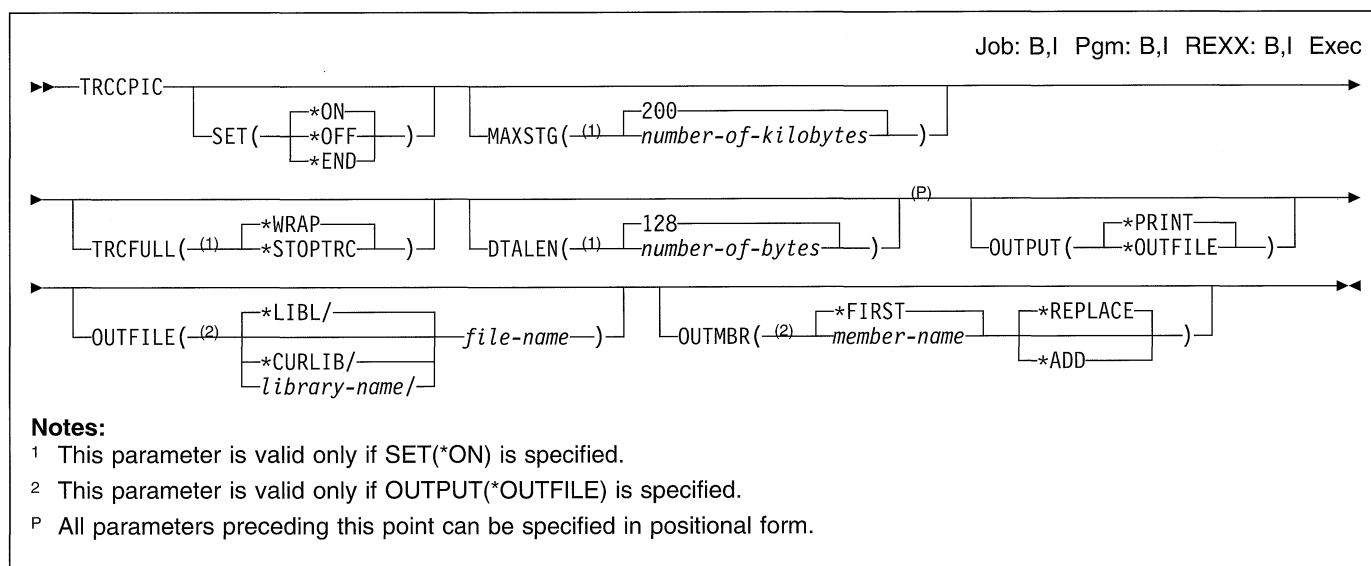 Job: B,I Pgm: B,I REXX: B,I Exec
TRCCPIC
SET( *ON *OFF *END )
MAXSTG( (1) 200 number-of-kilobytes )
TRCFULL( (1) *WRAP *STOPTRC )
DTALEN( (1) 128 number-of-bytes )
(P)
OUTPUT( *PRINT *OUTFILE )
OUTFILE( (2) *LIBL/ *CURLIB/ library-name/ file-name )
OUTMBR( (2) *FIRST member-name *REPLACE *ADD )
Notes:
1 This parameter is valid only if SET(*ON) is specified.
2 This parameter is valid only if OUTPUT(*OUTFILE) is specified.
P All parameters preceding this point can be specified in positional form.